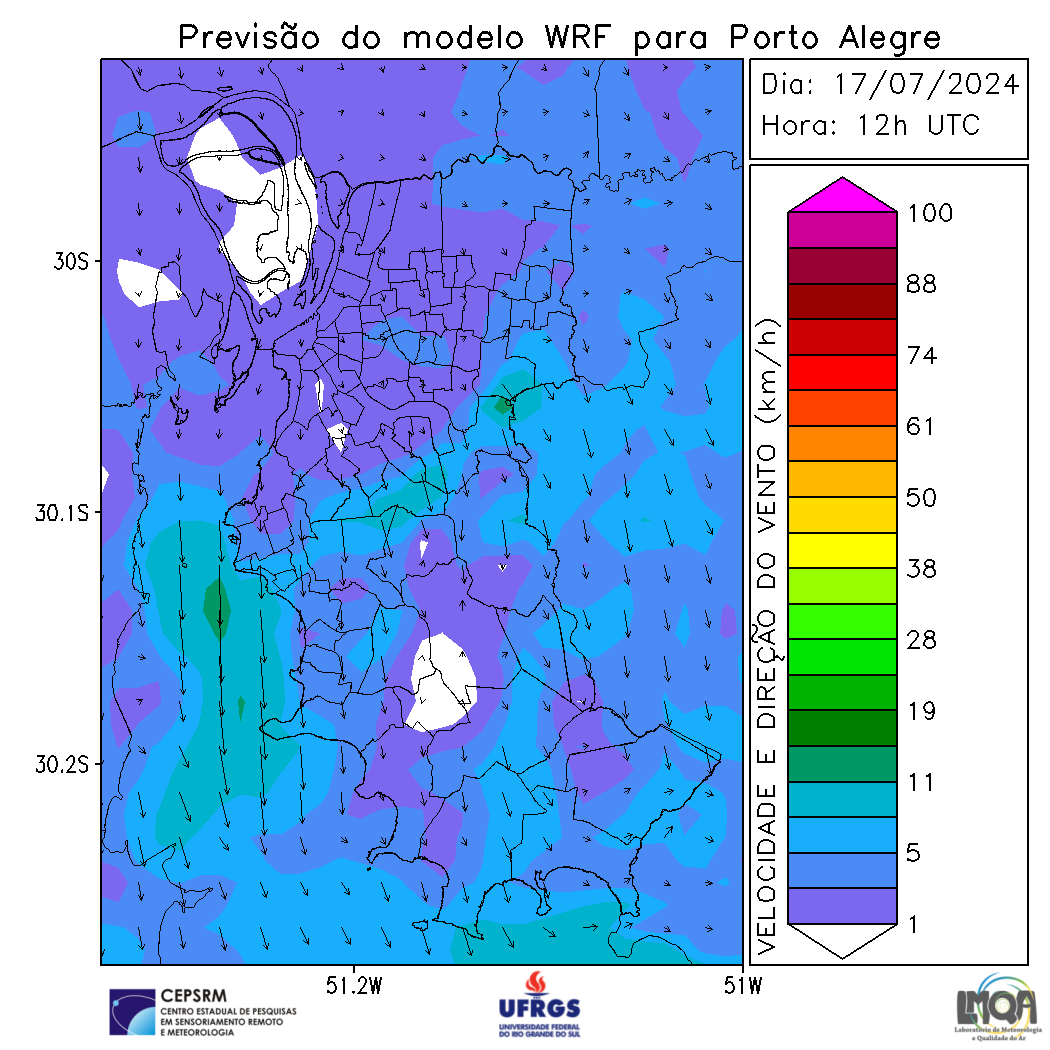 Previsão do modelo WRF para Porto Alegre
Dia: 17/07/2024
Hora: 12h UTC
30S
30.1S
30.2S
51.2W
51W
VELOCIDADE E DIREÇÃO DO VENTO (km/h)
100
88
74
61
50
38
28
19
11
5
1
CEPSRM
CENTRO ESTADUAL DE PESQUISAS
EM SENSORIAMENTO REMOTO
E METEOROLOGIA
UFRGS
UNIVERSIDADE FEDERAL
DO RIO GRANDE DO SUL
LMQA
Laboratório de Meteorologia
e Qualidade do Ar